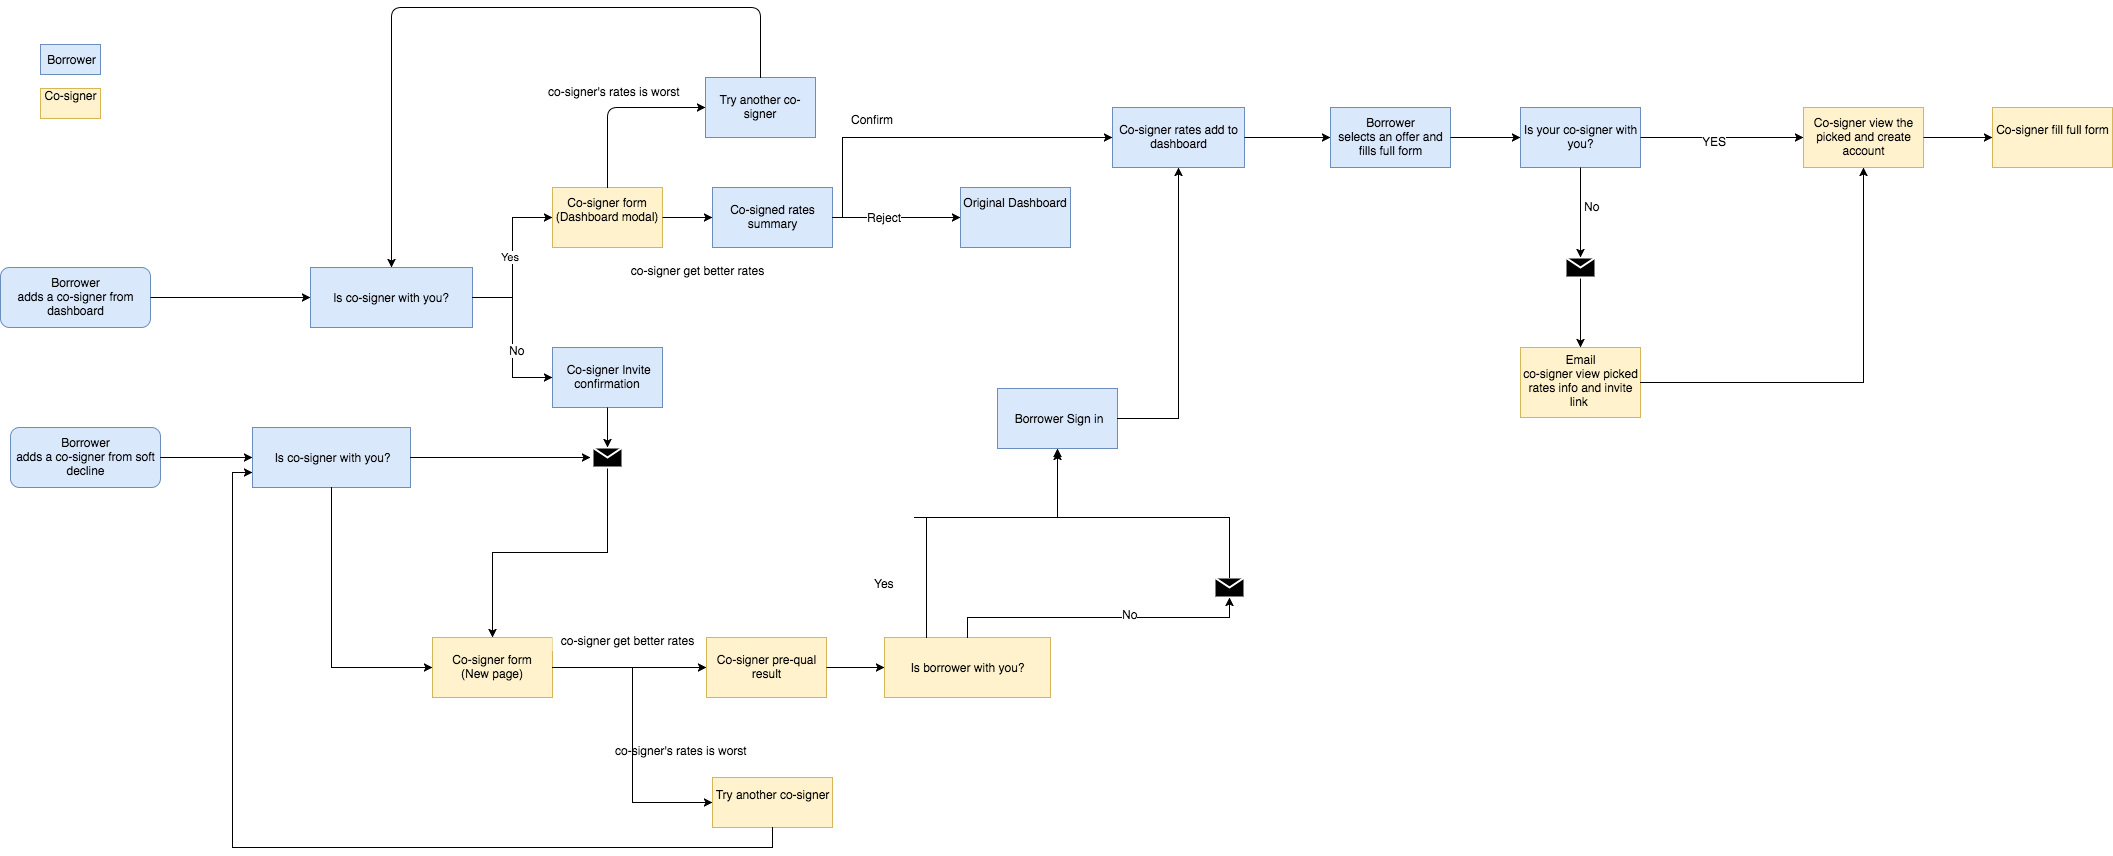 Borrower
Co-signer
co-signer's rates is worst
Try another co-
signer
Confirm
Co-signer rates add to
dashboard
Borrower
selects an offer and
fills full form
Is your co-signer with
you?
YES
Co-signer view the
picked and create
account
Co-signer fill full form
Co-signer form
(Dashboard modal)
Co-signed rates
summary
Reject
Original Dashboard
No
Yes
co-signer get better rates
Borrower
adds a co-signer from
dashboard
Is co-signer with you?
No
Co-signer Invite
confirmation
Email
co-signer view picked
rates info and invite
link
Borrower Sign in
Borrower
adds a co-signer from soft
decline
Is co-signer with you?
Yes
No
Co-signer form
(New page)
co-signer get better rates
Co-signer pre-qual
result
Is borrower with you?
co-signer's rates is worst
Try another co-signer